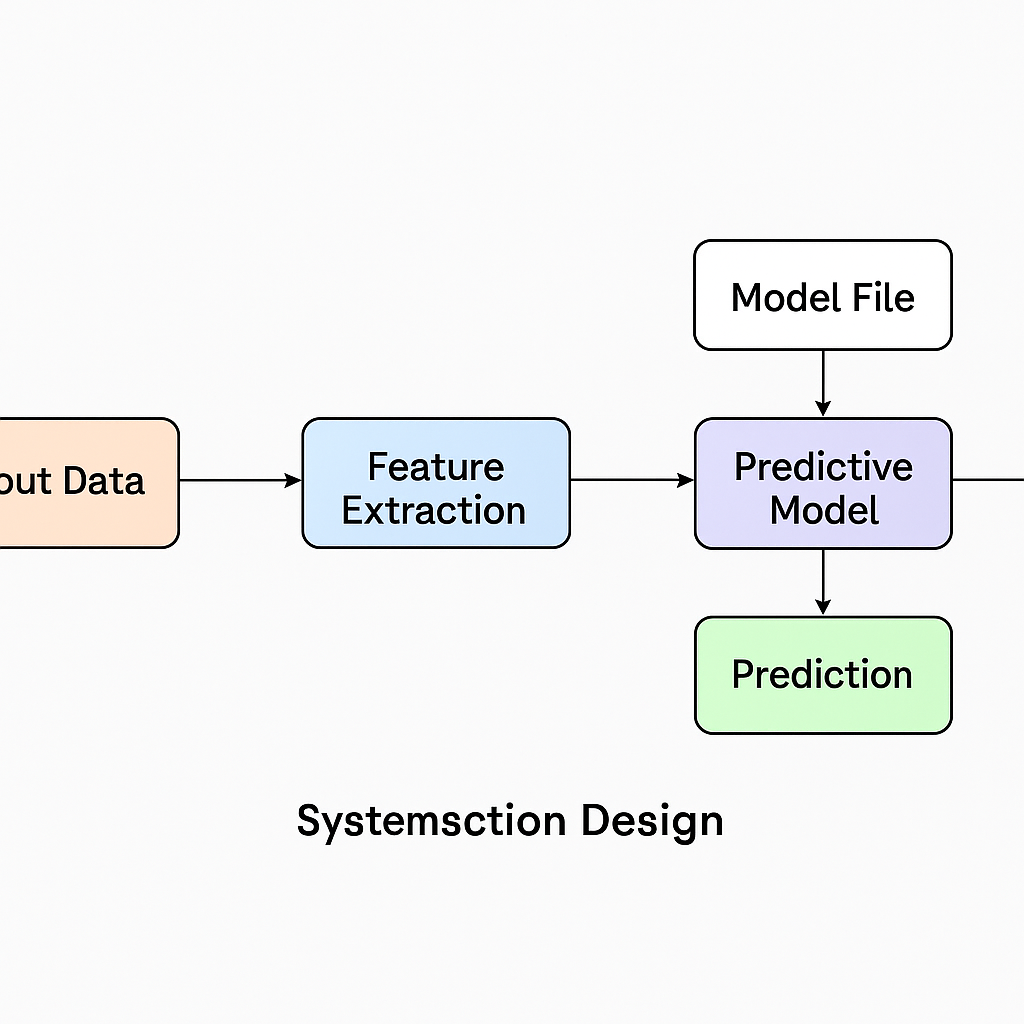 Model File
out Data
Feature
Extraction
Predictive
Model
Prediction
Systemsction Design